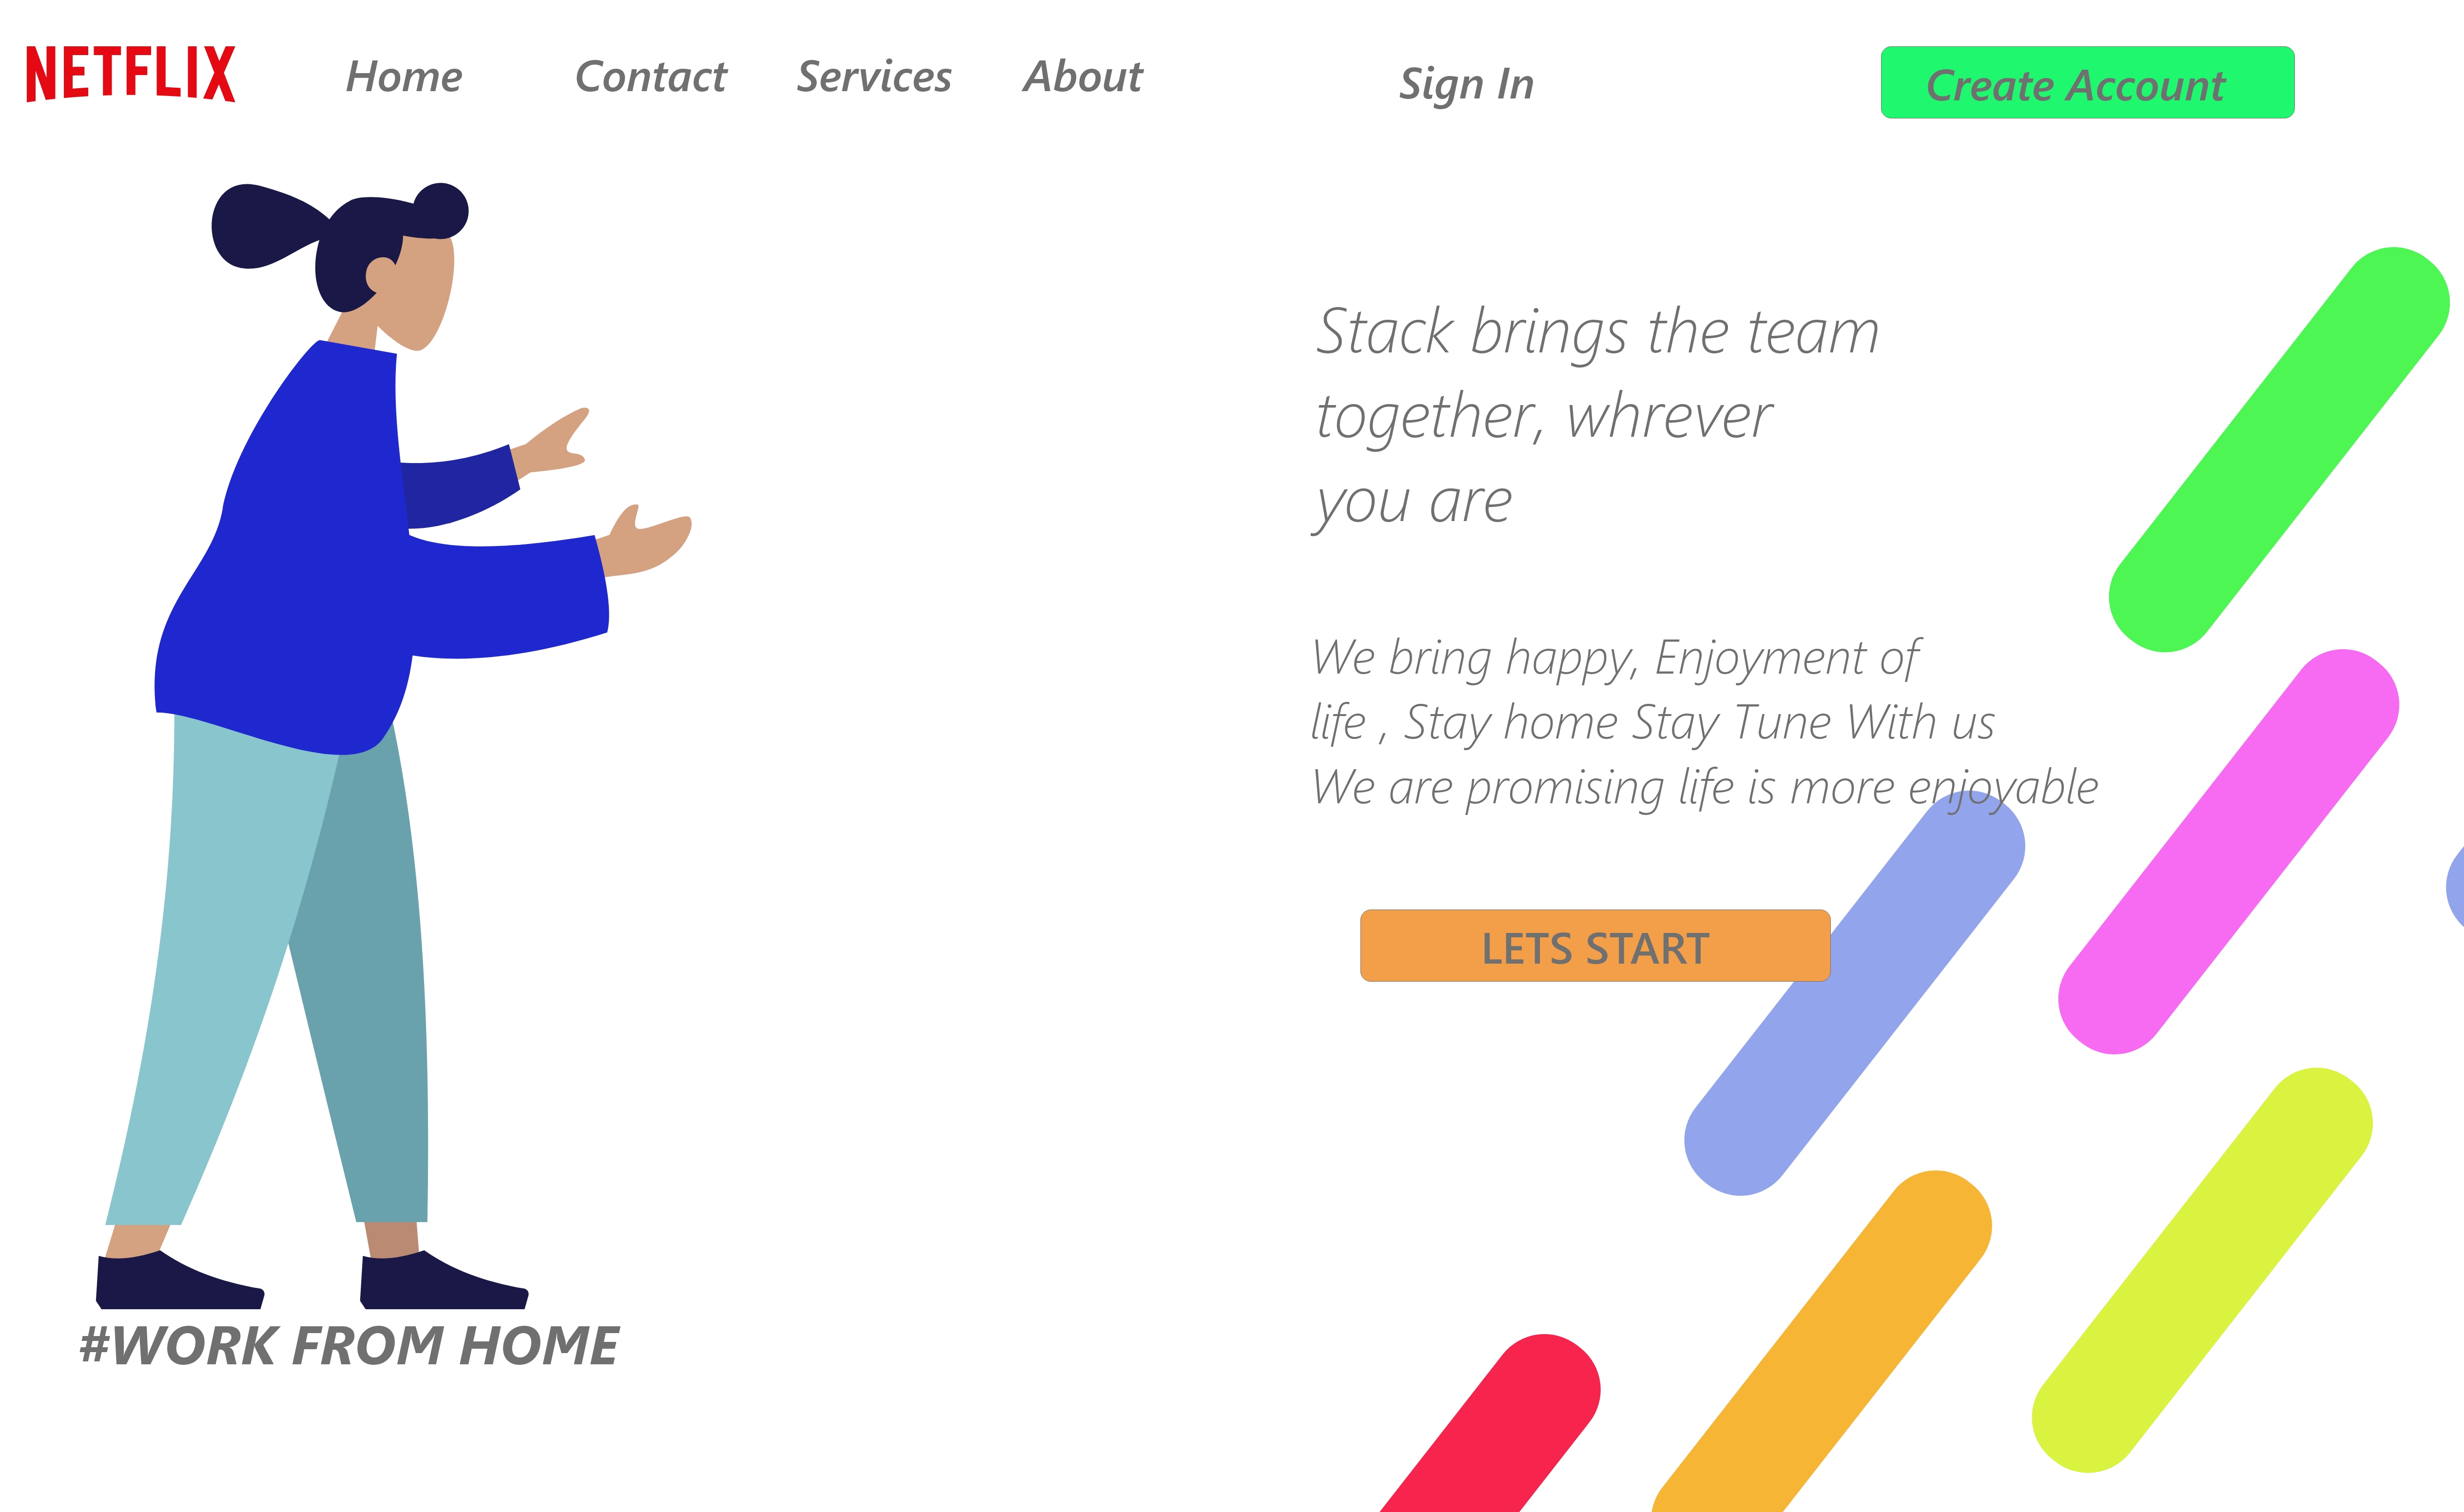 NETFLIX
Home
Contact
Services
About
Sign In
Create Account
Stack brings the team
together, whrever
you are
We bring happy, Enjoyment of
life , Stay home Stay Tune With us
We are promising life is more enjoyable
LETS START
#WORK FROM HOME